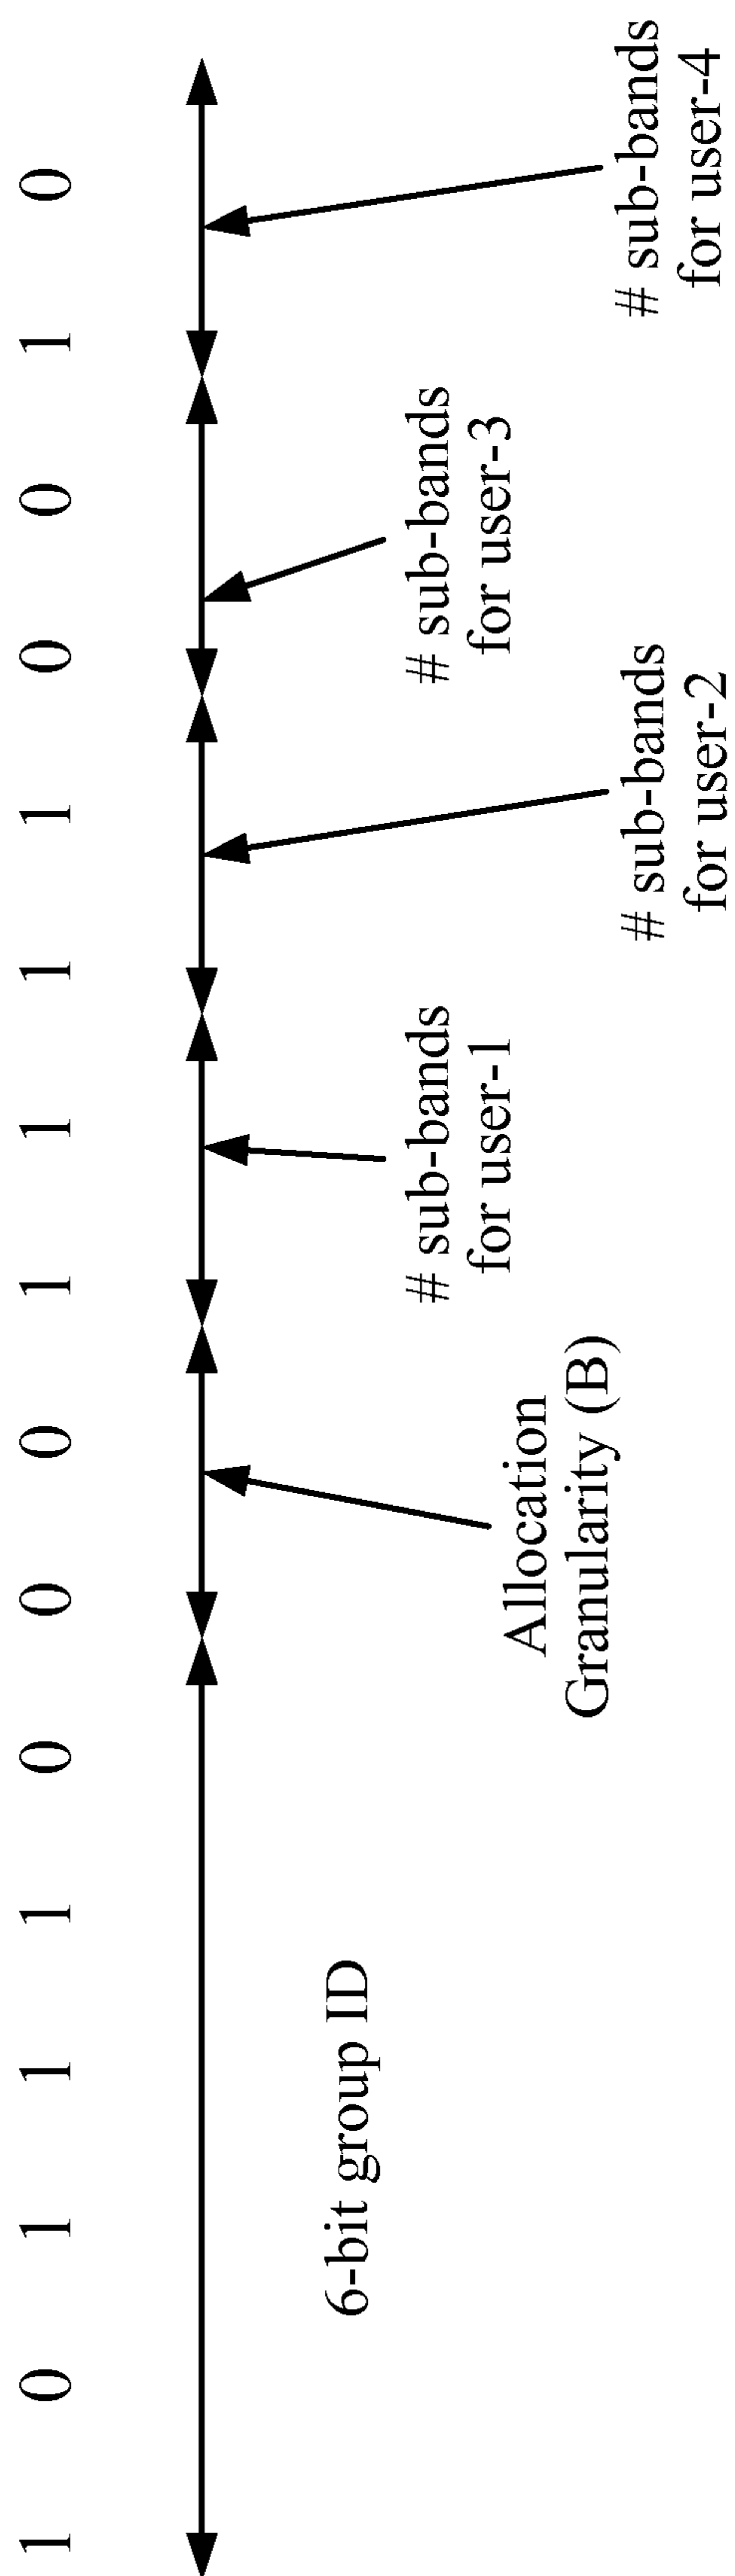 1 0 1 1 1 0 0 0 1 1 1 1 0 0 1 0
6-bit group ID
Allocation
Granularity (B)
# sub-bands
for user-1
# sub-bands
for user-2
# sub-bands
for user-3
# sub-bands
for user-4